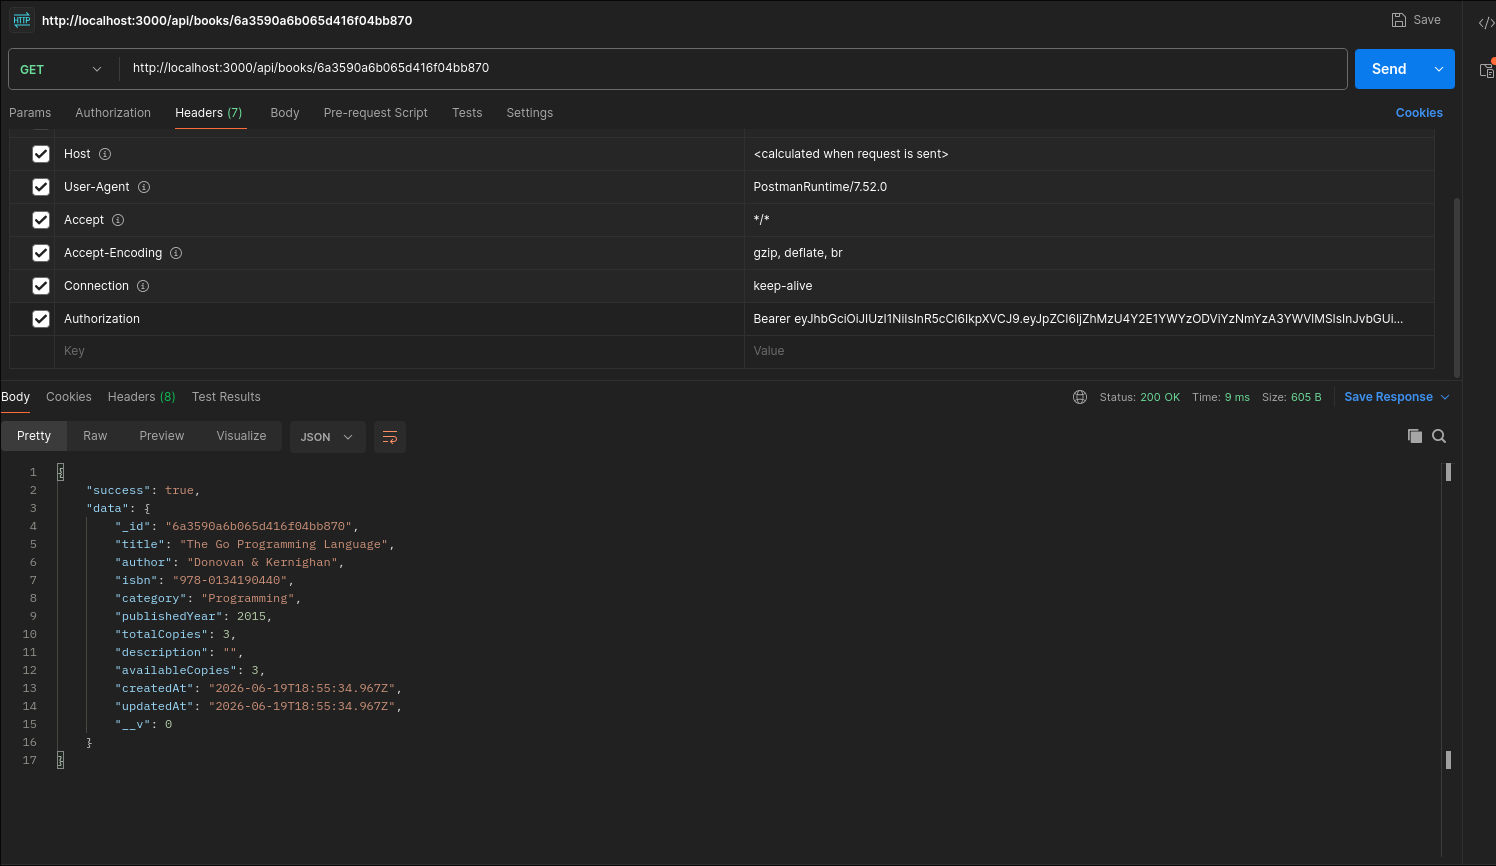 HTTP http://localhost:3000/api/books/6a3590a6b065d416f04bb870 Save
GET http://localhost:3000/api/books/6a3590a6b065d416f04bb870 Send
Params Authorization Headers (7) Body Pre-request Script Tests Settings Cookies
Host <calculated when request is sent>
User-Agent PostmanRuntime/7.52.0
Accept */*
Accept-Encoding gzip, deflate, br
Connection keep-alive
Authorization Bearer eyJhbGciOiJIUzI1NiIsInR5cCI6IkpXVCJ9.eyJpZCI6IjZhMzU4Y2E1YWYzODViYzNmYzA3YWVlMSIsInJvbGUi...
Key Value
Body Cookies Headers (8) Test Results Status: 200 OK Time: 9 ms Size: 605 B Save Response
Pretty Raw Preview Visualize JSON
1 {
2 "success": true,
3 "data": {
4 "_id": "6a3590a6b065d416f04bb870",
5 "title": "The Go Programming Language",
6 "author": "Donovan & Kernighan",
7 "isbn": "978-0134190440",
8 "category": "Programming",
9 "publishedYear": 2015,
10 "totalCopies": 3,
11 "description": "",
12 "availableCopies": 3,
13 "createdAt": "2026-06-19T18:55:34.967Z",
14 "updatedAt": "2026-06-19T18:55:34.967Z",
15 "__v": 0
16 }
17 }